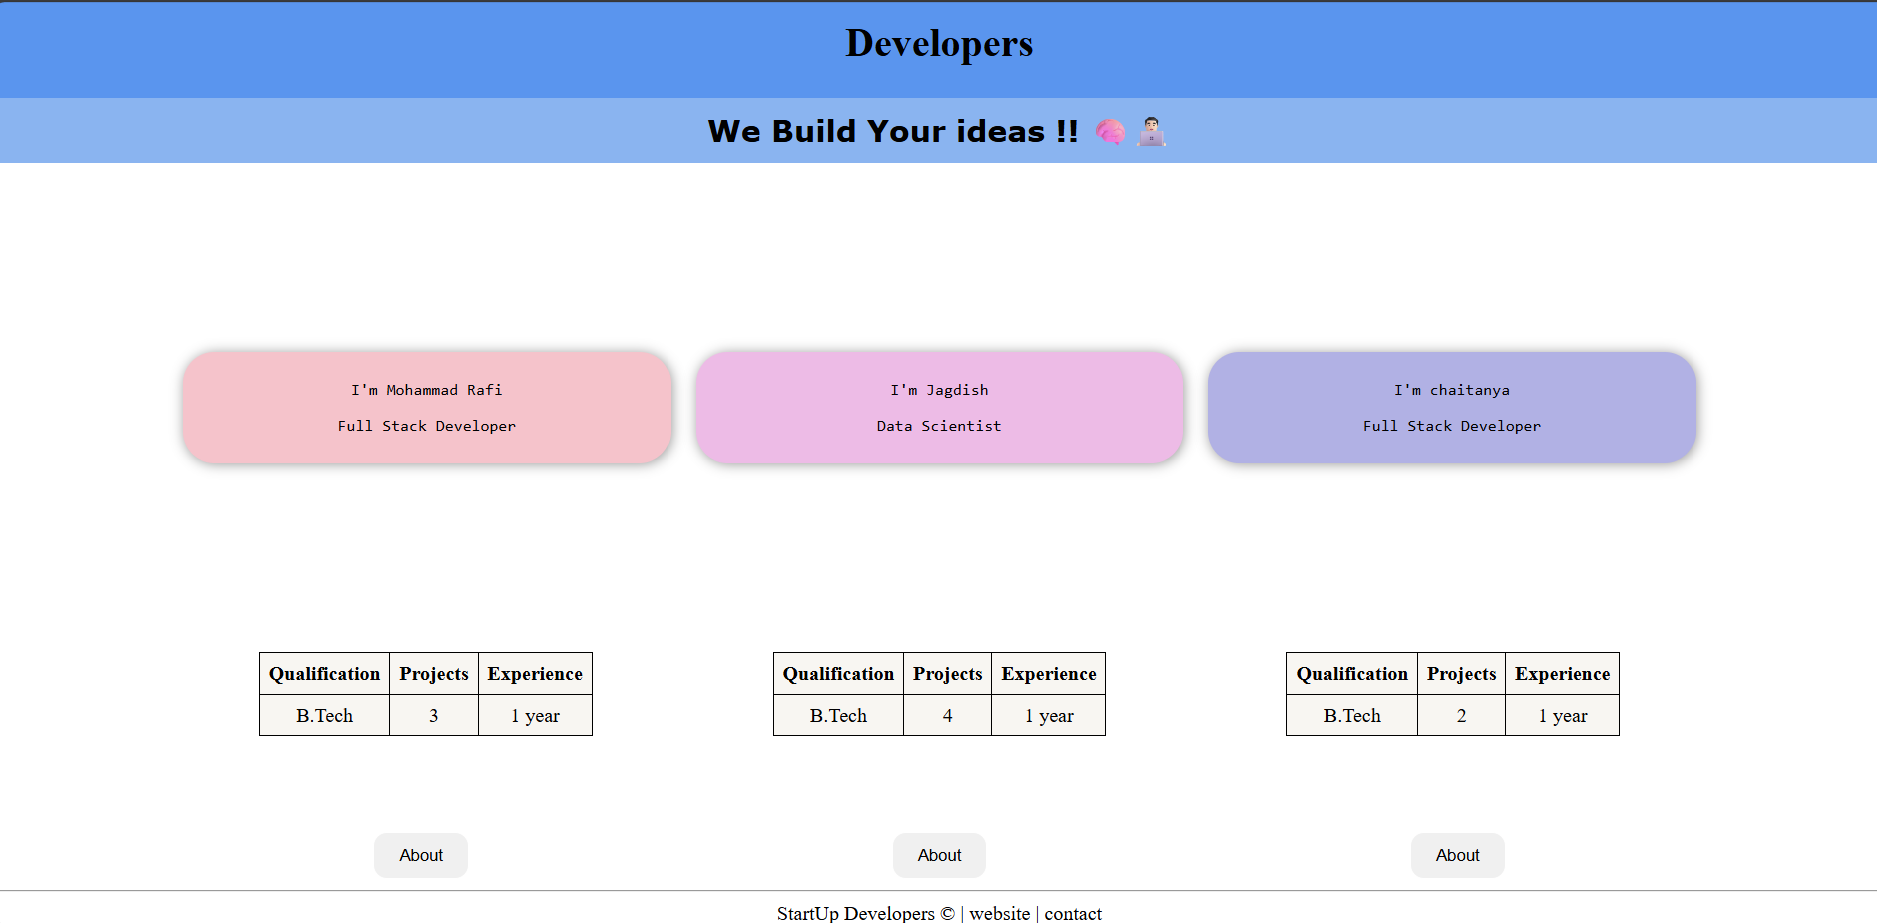 Developers
We Build Your ideas !! 🧠 👨🏻‍💻
I'm Mohammad Rafi
Full Stack Developer
I'm Jagdish
Data Scientist
I'm chaitanya
Full Stack Developer
Qualification Projects Experience
B.Tech 3 1 year
Qualification Projects Experience
B.Tech 4 1 year
Qualification Projects Experience
B.Tech 2 1 year
About
About
About
StartUp Developers © | website | contact